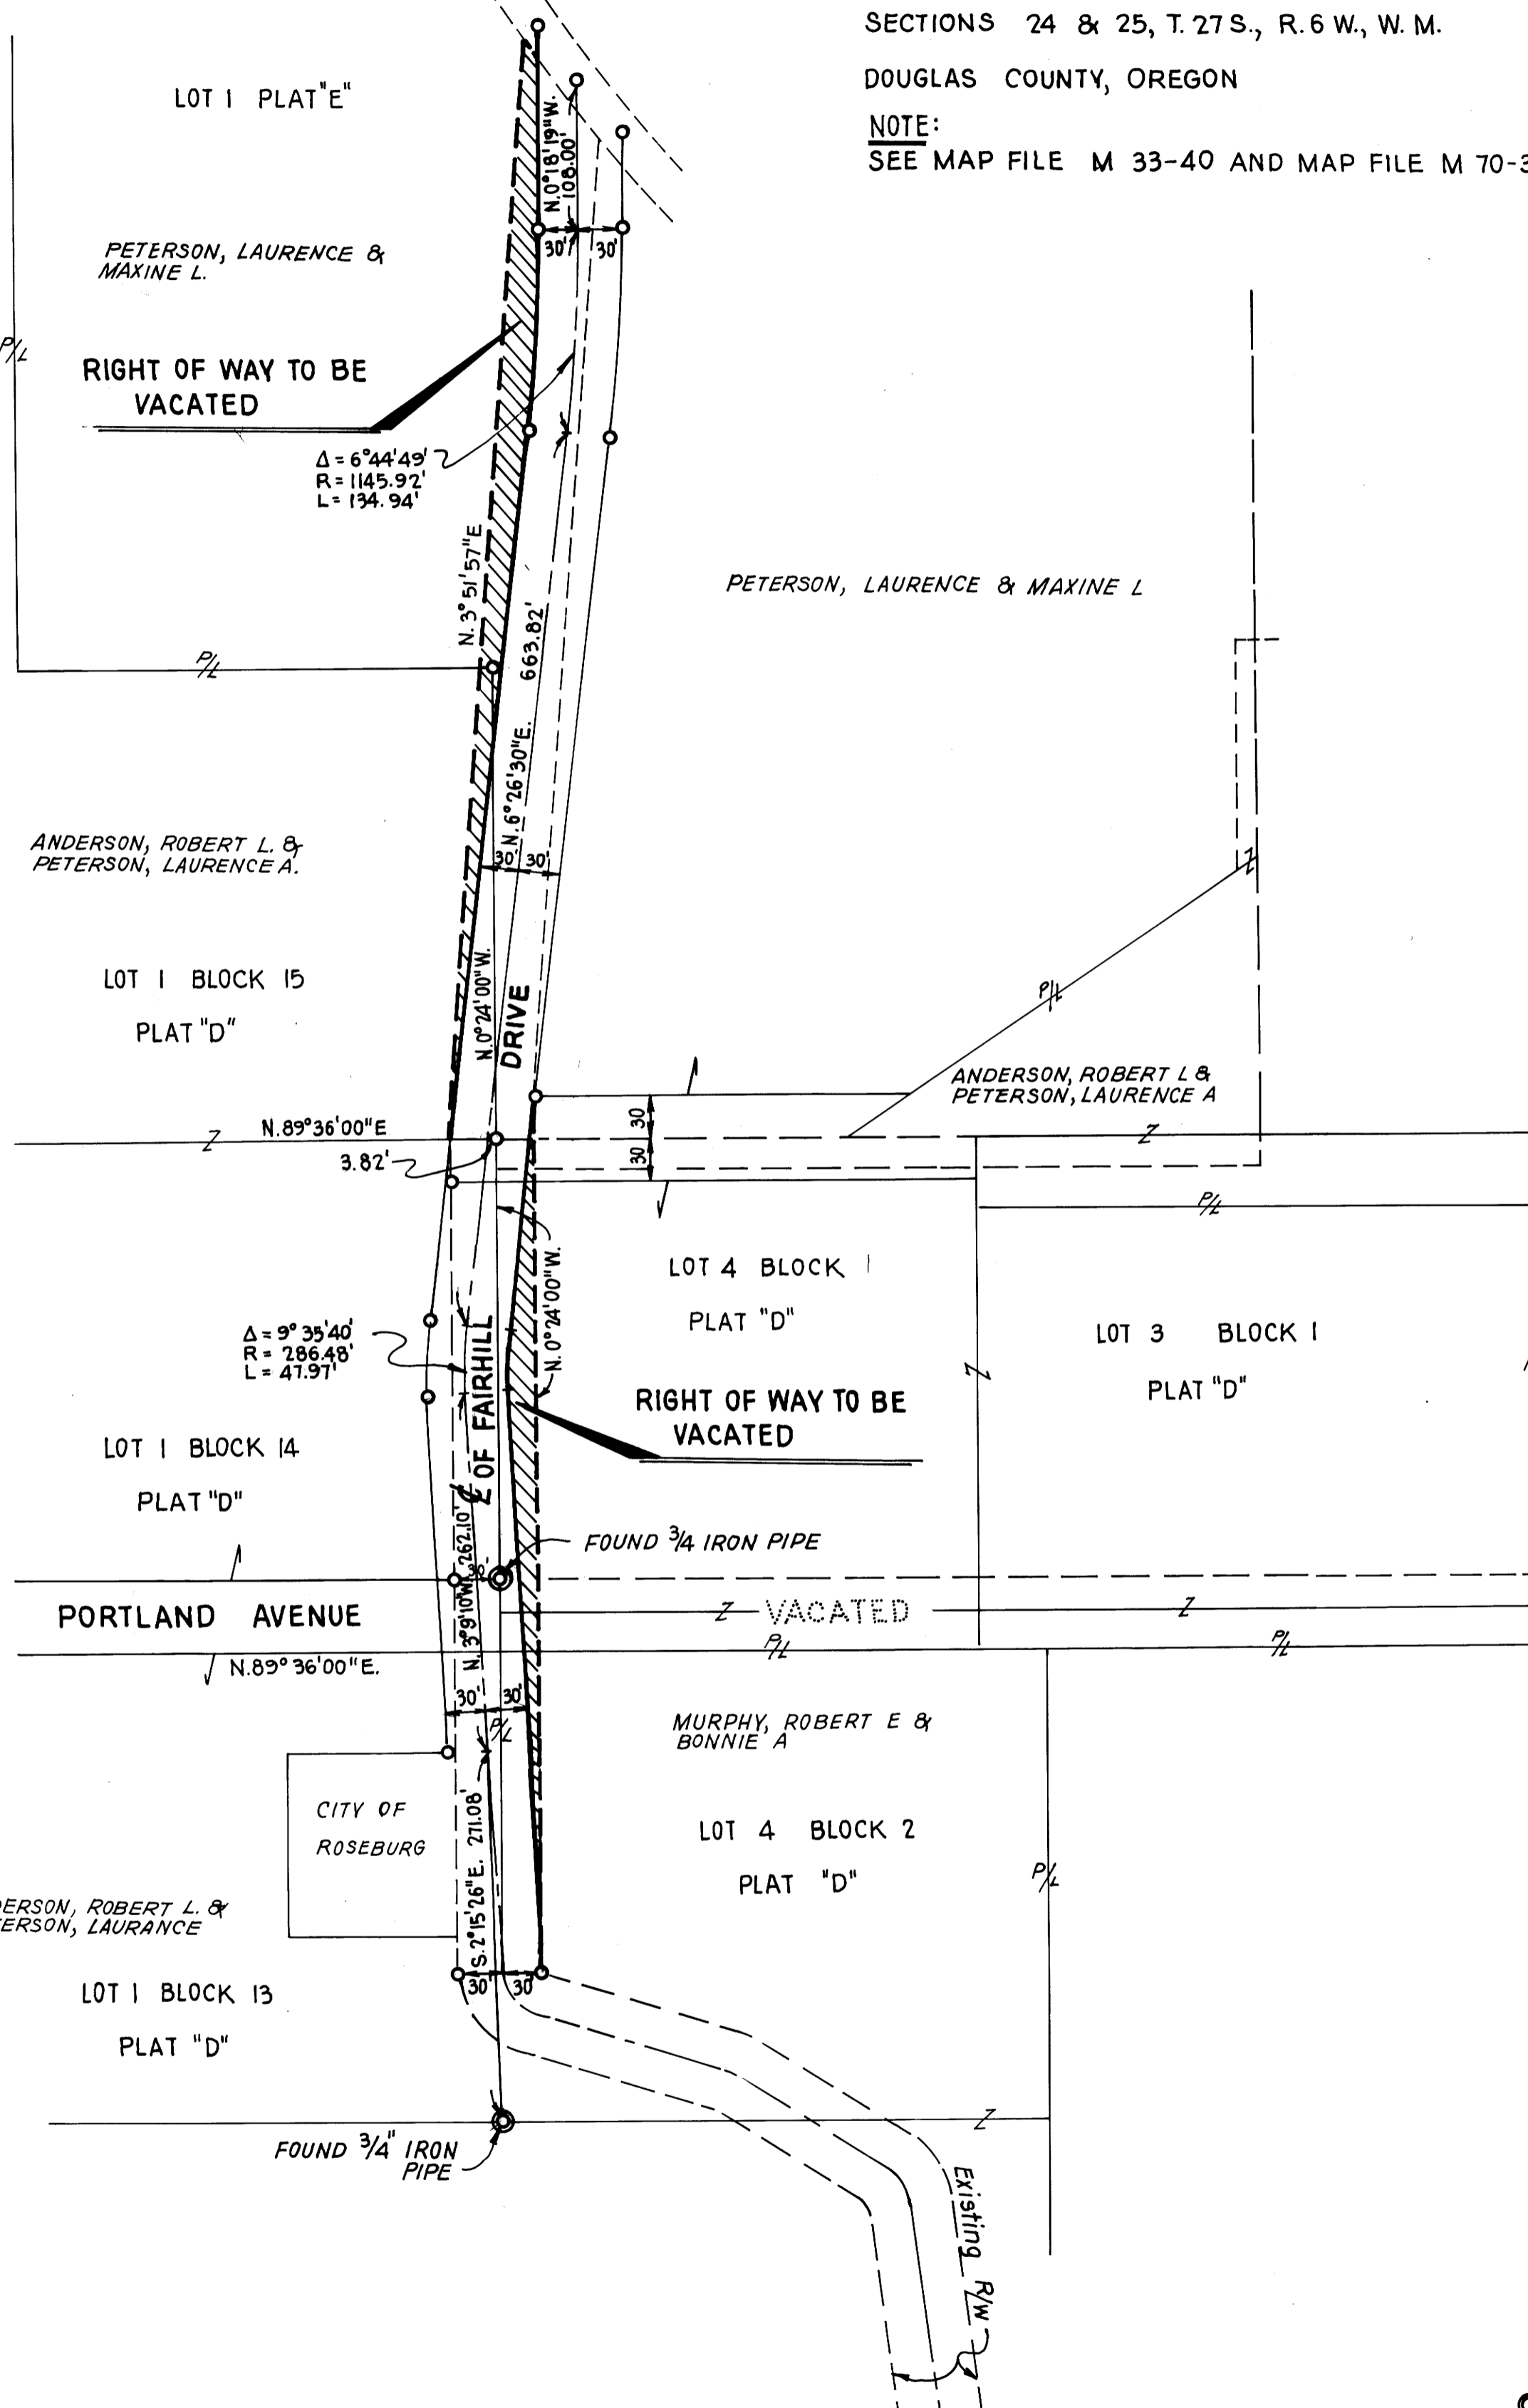 SECTIONS 24 & 25, T. 27 S., R. 6 W., W. M.
DOUGLAS COUNTY, OREGON
NOTE:
SEE MAP FILE M 33-40 AND MAP FILE M 70-3
LOT 1 PLAT "E"
N. 0°18'19" W.
108.00'
30' 30'
PETERSON, LAURENCE &
MAXINE L.
P/L
RIGHT OF WAY TO BE
VACATED
Δ = 6°44'49'
R = 1145.92'
L = 134.94'
N. 3°51'57" E
663.82'
PETERSON, LAURENCE & MAXINE L
P/L
N. 6°26'30" E.
30' 30'
ANDERSON, ROBERT L. &
PETERSON, LAURENCE A.
LOT 1 BLOCK 15
PLAT "D"
N. 0°24'00" W.
DRIVE
P/L
ANDERSON, ROBERT L &
PETERSON, LAURENCE A
N. 89°36'00" E
3.82'
30
30
P/L
N. 0°24'00" W.
LOT 4 BLOCK 1
PLAT "D"
LOT 3 BLOCK 1
PLAT "D"
Δ = 9°35'40'
R = 286.48'
L = 47.97'
℄ OF FAIRHILL
RIGHT OF WAY TO BE
VACATED
LOT 1 BLOCK 14
PLAT "D"
N. 3°9'10" W. 262.10'
30'
FOUND 3/4 IRON PIPE
PORTLAND AVENUE
VACATED
P/L
P/L
N. 89°36'00" E.
30' 30'
P/L
MURPHY, ROBERT E &
BONNIE A
CITY OF
ROSEBURG
S. 2°15'26" E. 271.08'
LOT 4 BLOCK 2
PLAT "D"
P/L
ERSON, ROBERT L. &
ERSON, LAURANCE
30' 30'
LOT 1 BLOCK 13
PLAT "D"
FOUND 3/4" IRON
PIPE
Existing R/W